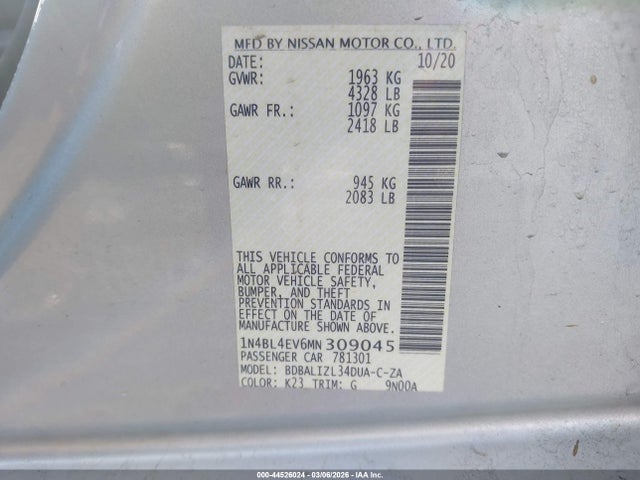 MFD BY NISSAN MOTOR CO., LTD.
DATE: 10/20
GVWR: 1963 KG
4328 LB
GAWR FR.: 1097 KG
2418 LB
GAWR RR.: 945 KG
2083 LB
THIS VEHICLE CONFORMS TO
ALL APPLICABLE FEDERAL
MOTOR VEHICLE SAFETY,
BUMPER, AND THEFT
PREVENTION STANDARDS IN
EFFECT ON THE DATE OF
MANUFACTURE SHOWN ABOVE.
1N4BL4EV6MN309045
PASSENGER CAR 781301
MODEL: BDBALIZL34DUA-C-ZA
COLOR: K23 TRIM: G 9N00A
000-44526024 | 03/06/2026 | IAA Inc.